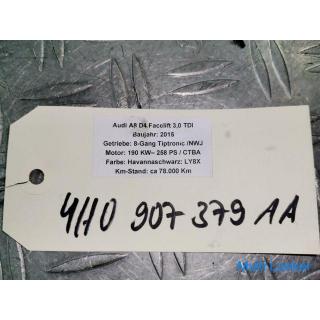 Audi A8 D4 Facelift 3,0 TDI
Baujahr: 2015
Getriebe: 8-Gang Tiptronic /NWJ
Motor: 190 KW– 258 PS / CTBA
Farbe: Havannaschwarz: LY8X
Km-Stand: ca 78.000 Km
4H0 907 379 AA